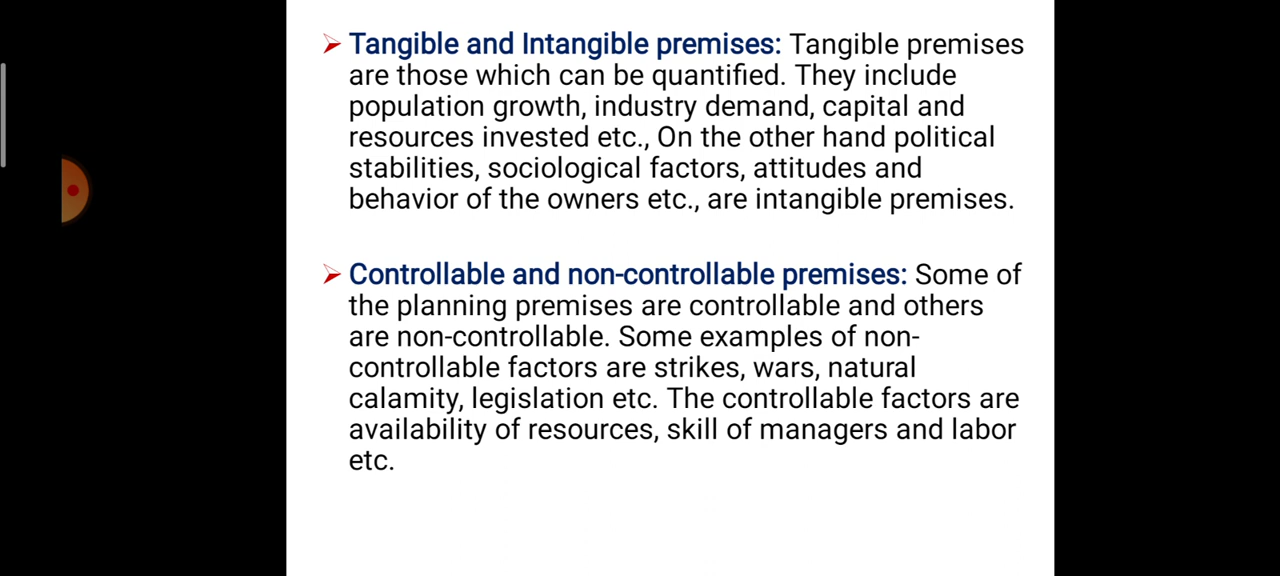 Tangible and Intangible premises: Tangible premises
are those which can be quantified. They include
population growth, industry demand, capital and
resources invested etc., On the other hand political
stabilities, sociological factors, attitudes and
behavior of the owners etc., are intangible premises.
Controllable and non-controllable premises: Some of
the planning premises are controllable and others
are non-controllable. Some examples of non-
controllable factors are strikes, wars, natural
calamity, legislation etc. The controllable factors are
availability of resources, skill of managers and labor
etc.